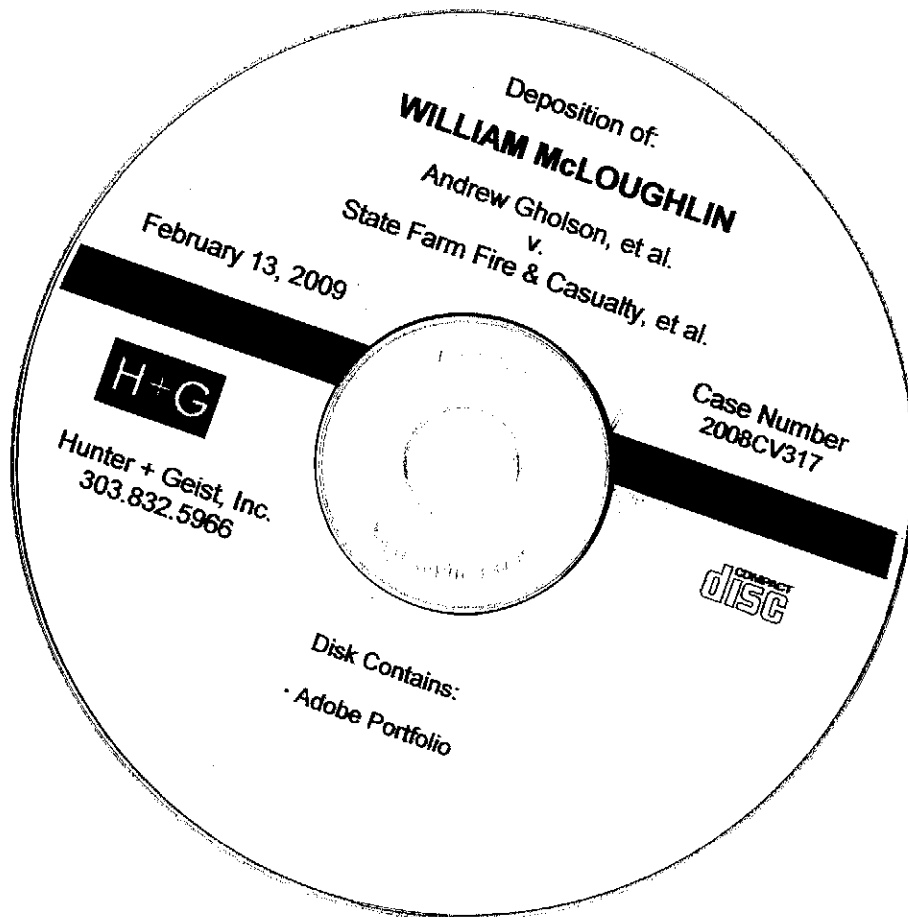 Deposition of:
WILLIAM McLOUGHLIN
Andrew Gholson, et al.
v.
State Farm Fire & Casualty, et al.
February 13, 2009
H+G
Hunter + Geist, Inc.
303.832.5966
Case Number
2008CV317
COMPACT
disc
Disk Contains:
· Adobe Portfolio